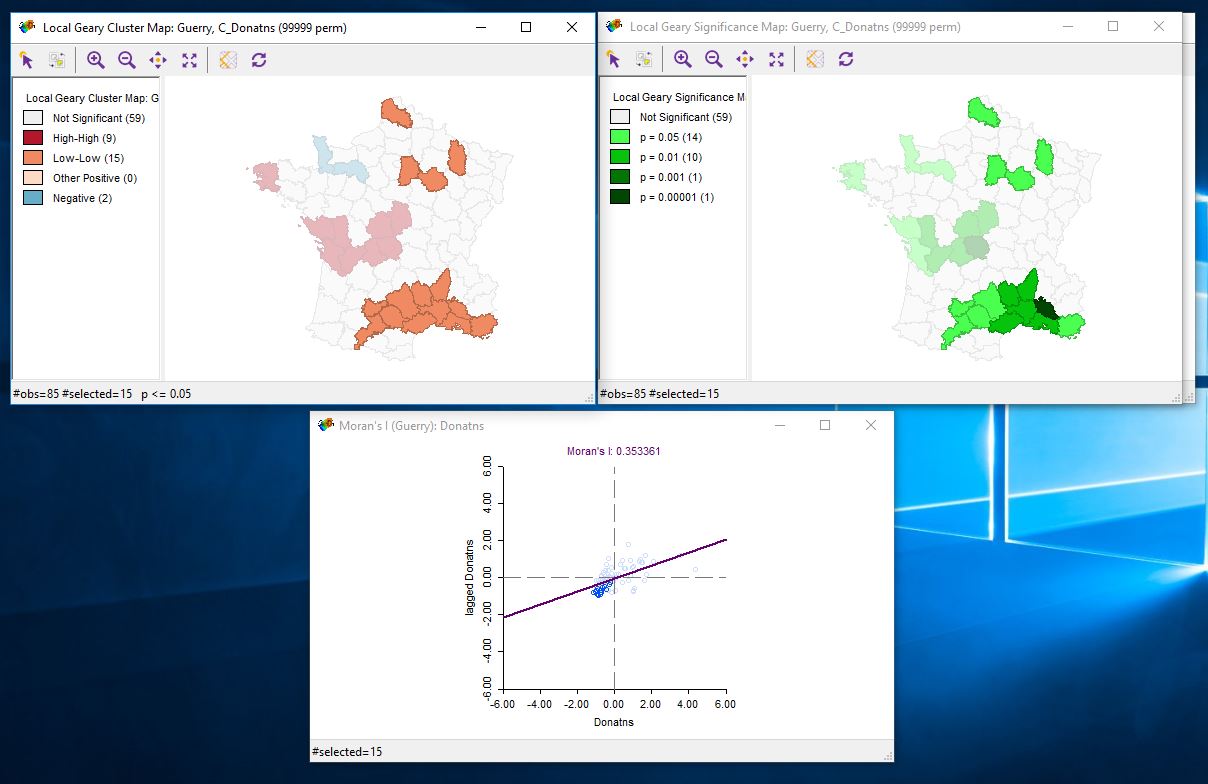 Local Geary Cluster Map: Guerry, C_Donatns (99999 perm)
Local Geary Cluster Map: G
Not Significant (59)
High-High (9)
Low-Low (15)
Other Positive (0)
Negative (2)
#obs=85 #selected=15 p <= 0.05
Local Geary Significance Map: Guerry, C_Donatns (99999 perm)
Local Geary Significance M
Not Significant (59)
p = 0.05 (14)
p = 0.01 (10)
p = 0.001 (1)
p = 0.00001 (1)
#obs=85 #selected=15
Moran's I (Guerry): Donatns
Moran's I: 0.353361
6.00
4.00
2.00
0.00
-2.00
-4.00
-6.00
lagged Donatns
-6.00 -4.00 -2.00 0.00 2.00 4.00 6.00
Donatns
#selected=15